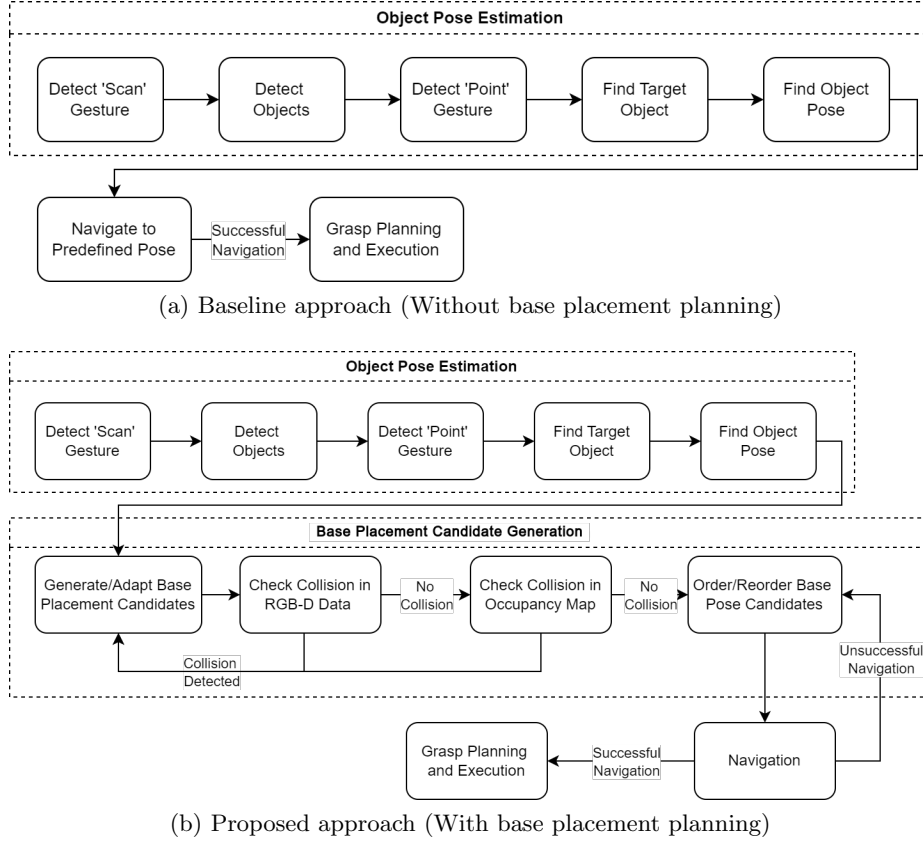 Object Pose Estimation
Detect 'Scan'
Gesture
Detect
Objects
Detect 'Point'
Gesture
Find Target
Object
Find Object
Pose
Navigate to
Predefined Pose
Successful
Navigation
Grasp Planning
and Execution
(a) Baseline approach (Without base placement planning)
Object Pose Estimation
Detect 'Scan'
Gesture
Detect
Objects
Detect 'Point'
Gesture
Find Target
Object
Find Object
Pose
Base Placement Candidate Generation
Generate/Adapt Base
Placement Candidates
Check Collision in
RGB-D Data
No
Collision
Check Collision in
Occupancy Map
No
Collision
Order/Reorder Base
Pose Candidates
Collision
Detected
Unsuccessful
Navigation
Grasp Planning
and Execution
Successful
Navigation
Navigation
(b) Proposed approach (With base placement planning)